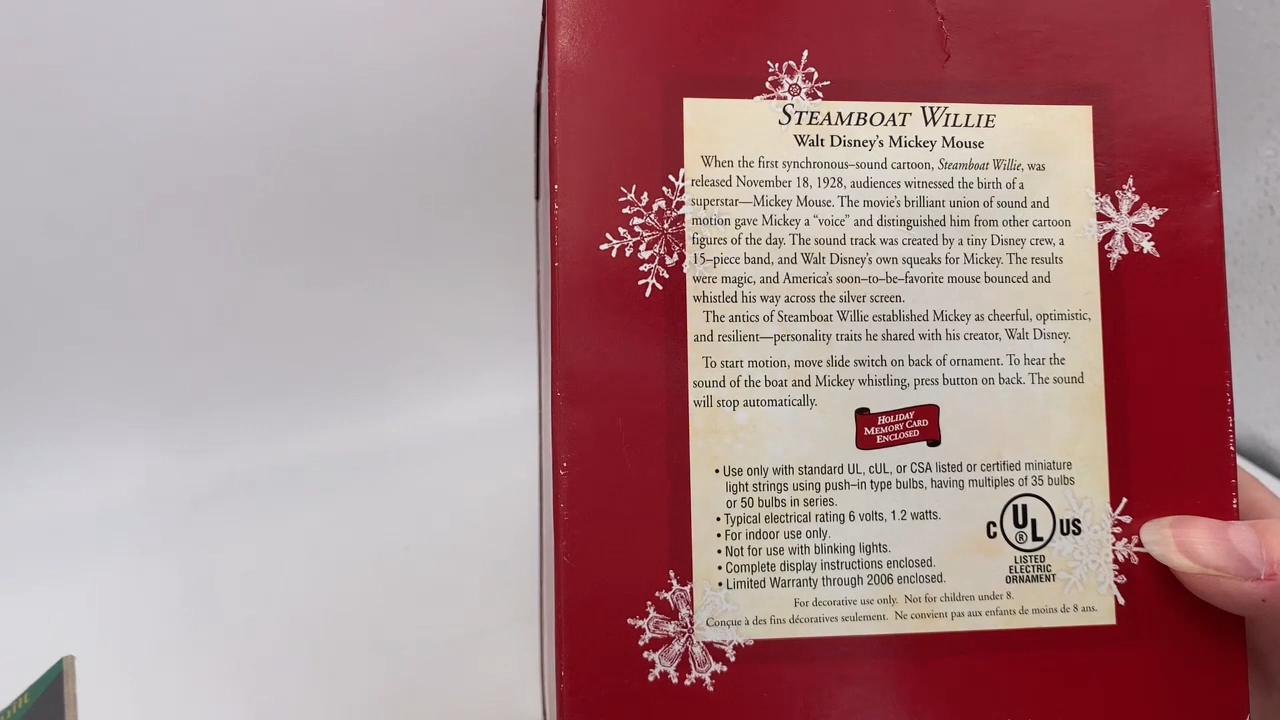 STEAMBOAT WILLIE
Walt Disney's Mickey Mouse
When the first synchronous–sound cartoon, Steamboat Willie, was
released November 18, 1928, audiences witnessed the birth of a
superstar—Mickey Mouse. The movie's brilliant union of sound and
motion gave Mickey a “voice” and distinguished him from other cartoon
figures of the day. The sound track was created by a tiny Disney crew, a
15–piece band, and Walt Disney's own squeaks for Mickey. The results
were magic, and America's soon–to–be–favorite mouse bounced and
whistled his way across the silver screen.
The antics of Steamboat Willie established Mickey as cheerful, optimistic,
and resilient—personality traits he shared with his creator, Walt Disney.
To start motion, move slide switch on back of ornament. To hear the
sound of the boat and Mickey whistling, press button on back. The sound
will stop automatically.
HOLIDAY
MEMORY CARD
ENCLOSED
• Use only with standard UL, cUL, or CSA listed or certified miniature
light strings using push–in type bulbs, having multiples of 35 bulbs
or 50 bulbs in series.
• Typical electrical rating 6 volts, 1.2 watts.
• For indoor use only.
• Not for use with blinking lights.
• Complete display instructions enclosed.
• Limited Warranty through 2006 enclosed.
C UL ® US
LISTED
ELECTRIC
ORNAMENT
For decorative use only. Not for children under 8.
Conçue à des fins décoratives seulement. Ne convient pas aux enfants de moins de 8 ans.